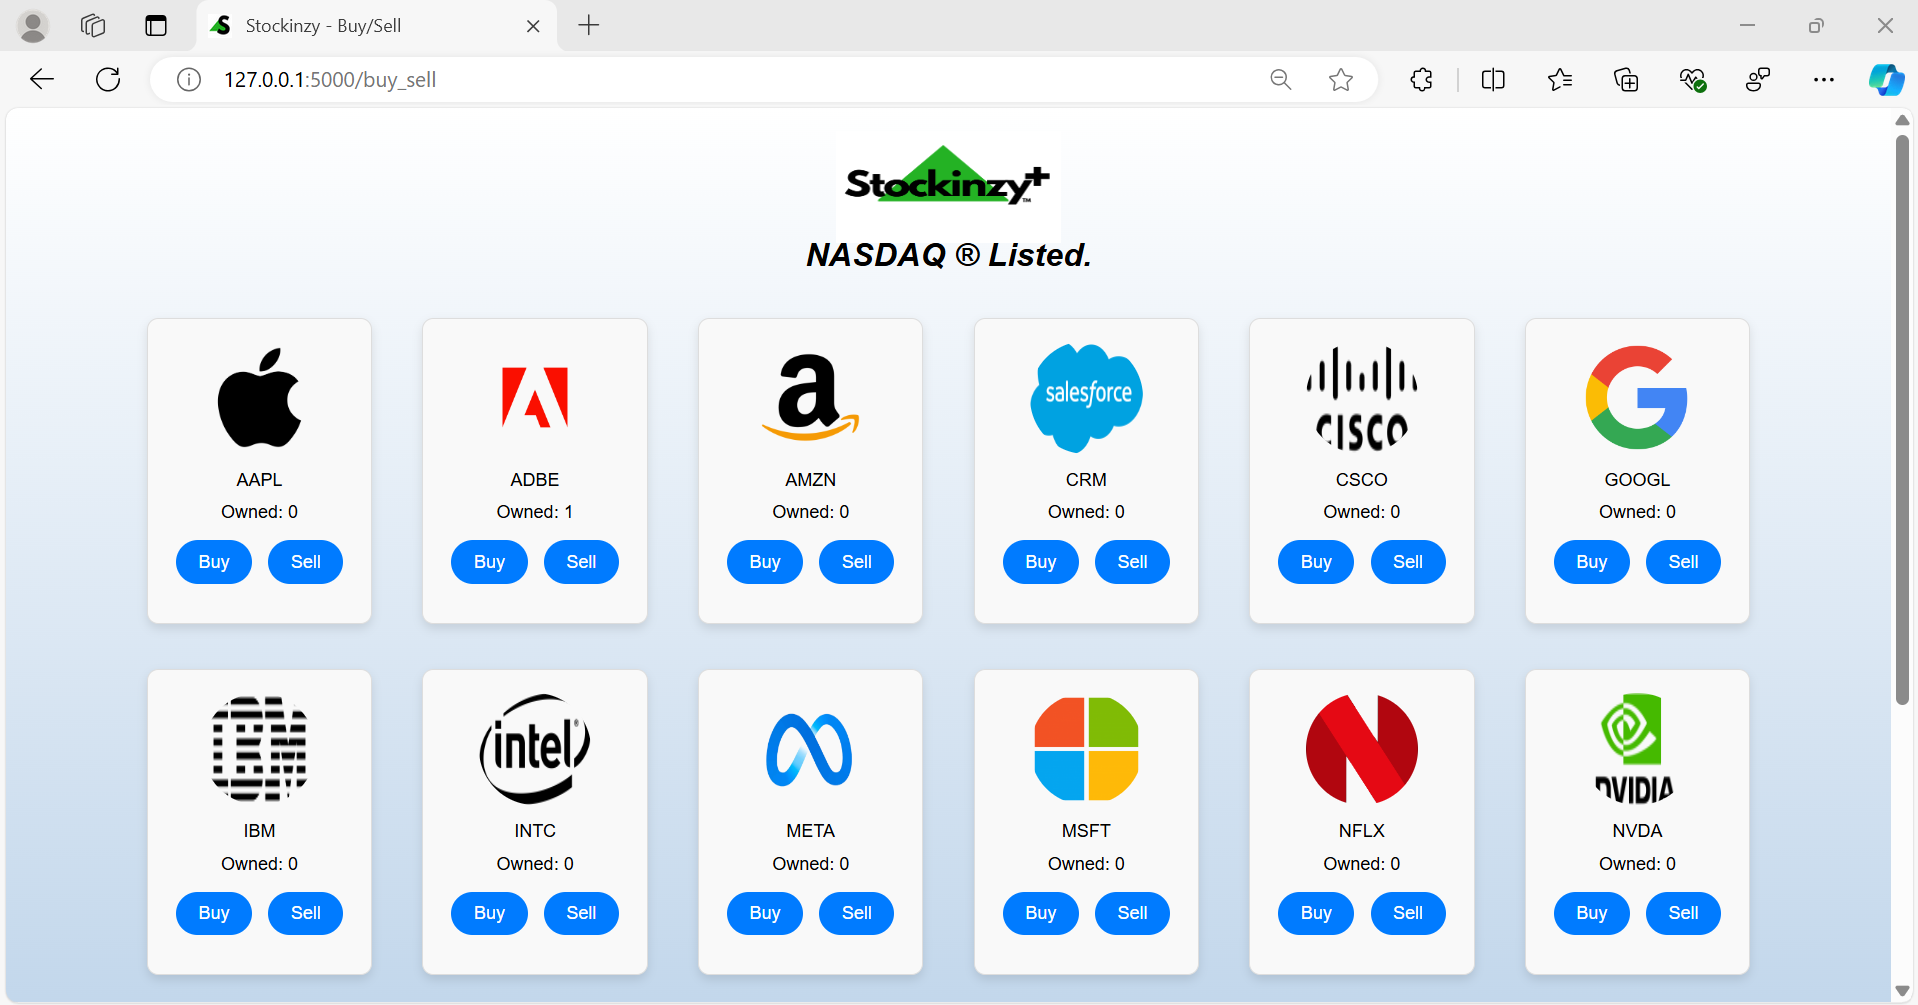 Stockinzy - Buy/Sell
127.0.0.1:5000/buy_sell
Stockinzy+™
NASDAQ ® Listed.
a salesforce CISCO G
AAPL ADBE AMZN CRM CSCO GOOGL
Owned: 0 Owned: 1 Owned: 0 Owned: 0 Owned: 0 Owned: 0
Buy Sell Buy Sell Buy Sell Buy Sell Buy Sell Buy Sell
IBM intel® N NVIDIA
IBM INTC META MSFT NFLX NVDA
Owned: 0 Owned: 0 Owned: 0 Owned: 0 Owned: 0 Owned: 0
Buy Sell Buy Sell Buy Sell Buy Sell Buy Sell Buy Sell